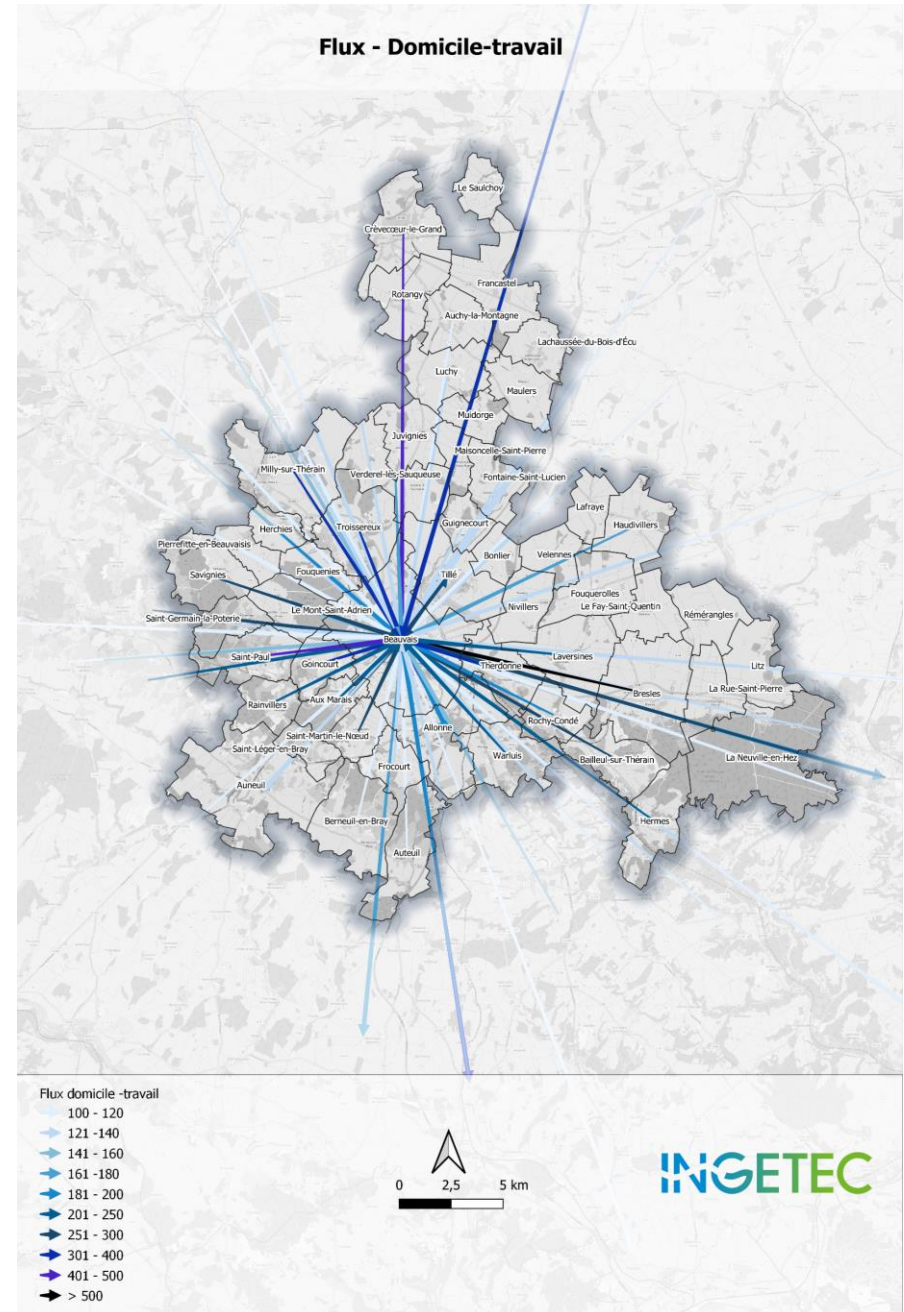 Flux - Domicile-travail
Le Saulchoy
Crèvecœur-le-Grand
Francastel
Rotangy
Auchy-la-Montagne
Lachaussée-du-Bois-d'Écu
Luchy
Maulers
Muidorge
Juvignies
Maisoncelle-Saint-Pierre
Milly-sur-Thérain
Verderel-lès-Sauqueuse
Fontaine-Saint-Lucien
Lafraye
Haudivillers
Guignecourt
Troissereux
Herchies
Pierrefitte-en-Beauvaisis
Bonlier
Velennes
Fouquenies
Savignies
Tillé
Fouquerolles
Le Fay-Saint-Quentin
Nivillers
Le Mont-Saint-Adrien
Rémérangles
Saint-Germain-la-Poterie
Beauvais
Saint-Paul
Goincourt
Therdonne
Laversines
Litz
La Rue-Saint-Pierre
Bresles
Aux Marais
Rainvillers
Rochy-Condé
Allonne
Saint-Martin-le-Nœud
Saint-Léger-en-Bray
Warluis
Bailleul-sur-Thérain
La Neuville-en-Hez
Frocourt
Auneuil
Berneuil-en-Bray
Hermes
Auteuil
Flux domicile -travail
100 - 120
121 -140
141 - 160
161 -180
181 - 200
201 - 250
251 - 300
301 - 400
401 - 500
> 500
0 2,5 5 km
INGETEC